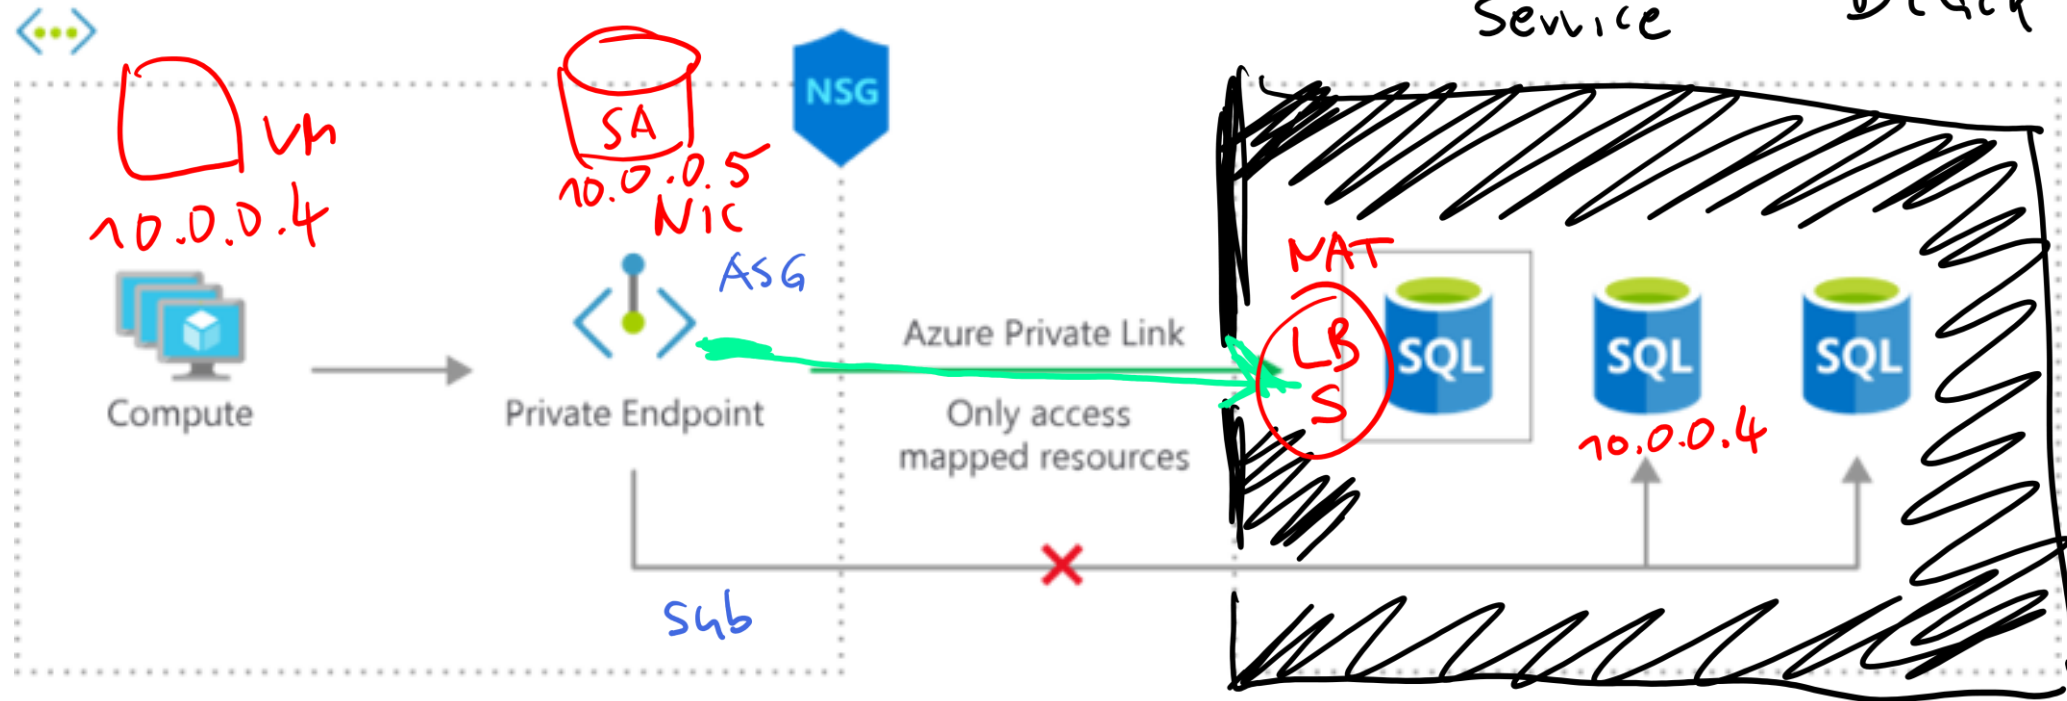 Service
NSG
VM
10.0.0.4
SA
10.0.0.5
Nic
ASG
Compute
Private Endpoint
Azure Private Link
Only access
mapped resources
NAT
LB
S
SQL
SQL
SQL
10.0.0.4
Sub